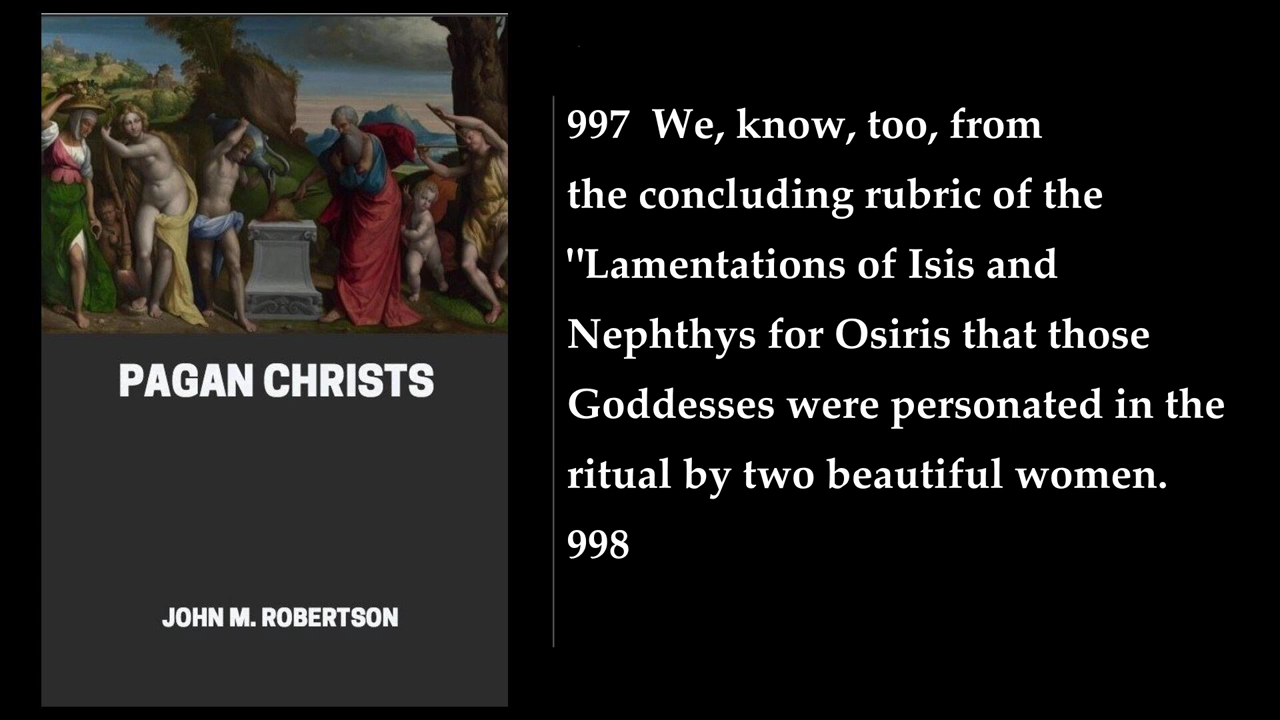 PAGAN CHRISTS
JOHN M. ROBERTSON
997  We, know, too, from
the concluding rubric of the
"Lamentations of Isis and
Nephthys for Osiris that those
Goddesses were personated in the
ritual by two beautiful women.
998